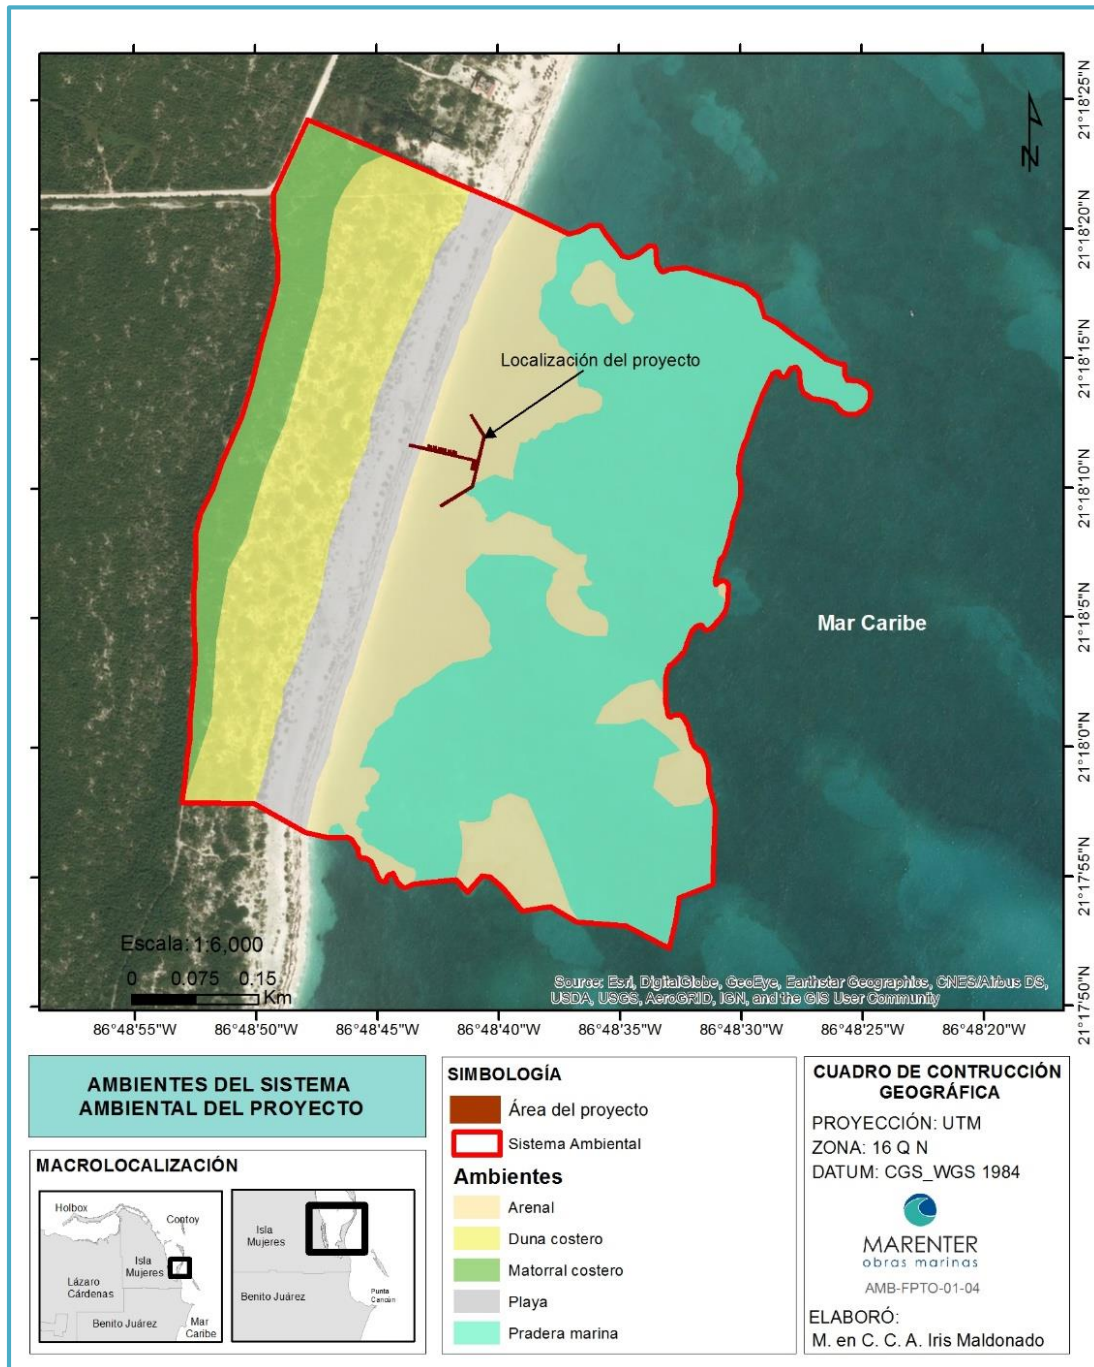 21°18'25"N
21°18'20"N
21°18'15"N
21°18'10"N
21°18'5"N
21°18'0"N
21°17'55"N
21°17'50"N
N
Localización del proyecto
Mar Caribe
Escala: 1:6,000
0 0.075 0.15
Km
Source: Esri, DigitalGlobe, GeoEye, Earthstar Geographics, CNES/Airbus DS,
USDA, USGS, AeroGRID, IGN, and the GIS User Community
86°48'55"W 86°48'50"W 86°48'45"W 86°48'40"W 86°48'35"W 86°48'30"W 86°48'25"W 86°48'20"W
AMBIENTES DEL SISTEMA
AMBIENTAL DEL PROYECTO
MACROLOCALIZACIÓN
Holbox
Contoy
Isla
Mujeres
Lázaro
Cárdenas
Benito Juárez
Mar
Caribe
Isla
Mujeres
Benito Juárez
Punta
Cancún
SIMBOLOGÍA
Área del proyecto
Sistema Ambiental
Ambientes
Arenal
Duna costero
Matorral costero
Playa
Pradera marina
CUADRO DE CONTRUCCIÓN
GEOGRÁFICA
PROYECCIÓN: UTM
ZONA: 16 Q N
DATUM: CGS_WGS 1984
MARENTER
obras marinas
AMB-FPTO-01-04
ELABORÓ:
M. en C. C. A. Iris Maldonado